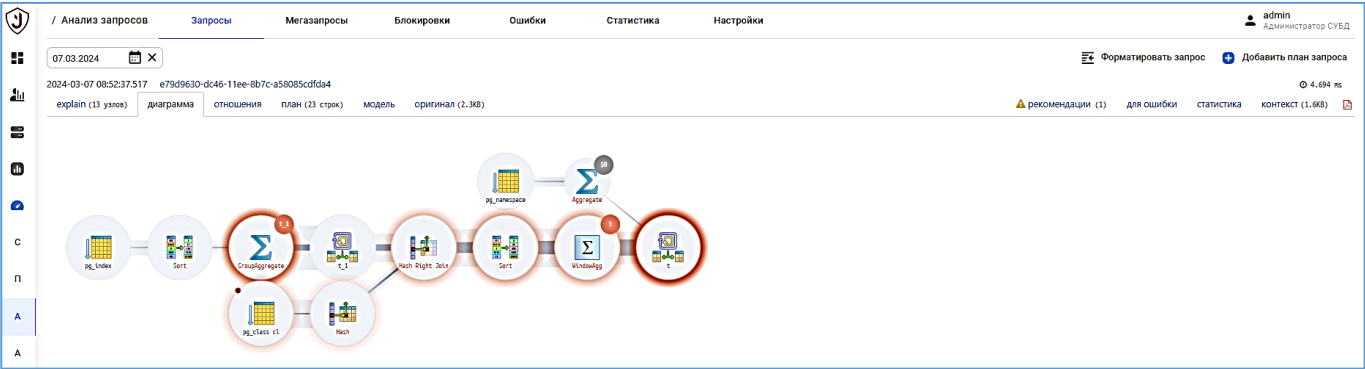 / Анализ запросов Запросы Мегазапросы Блокировки Ошибки Статистика Настройки admin
Администратор СУБД
07.03.2024 Форматировать запрос Добавить план запроса
2024-03-07 08:52:37.517 e79d9630-dc46-11ee-8b7c-a58085cdfda4 4.694 ms
explain (13 узлов) диаграмма отношения план (23 строк) модель оригинал (2.3KB) рекомендации (1) для ошибки статистика контекст (1.6KB)
$0
pg_namespace Aggregate
t_1 t
pg_index Sort GroupAggregate t_1 Hash Right Join Sort WindowAgg t
С
П
pg_class cl Hash
А
А